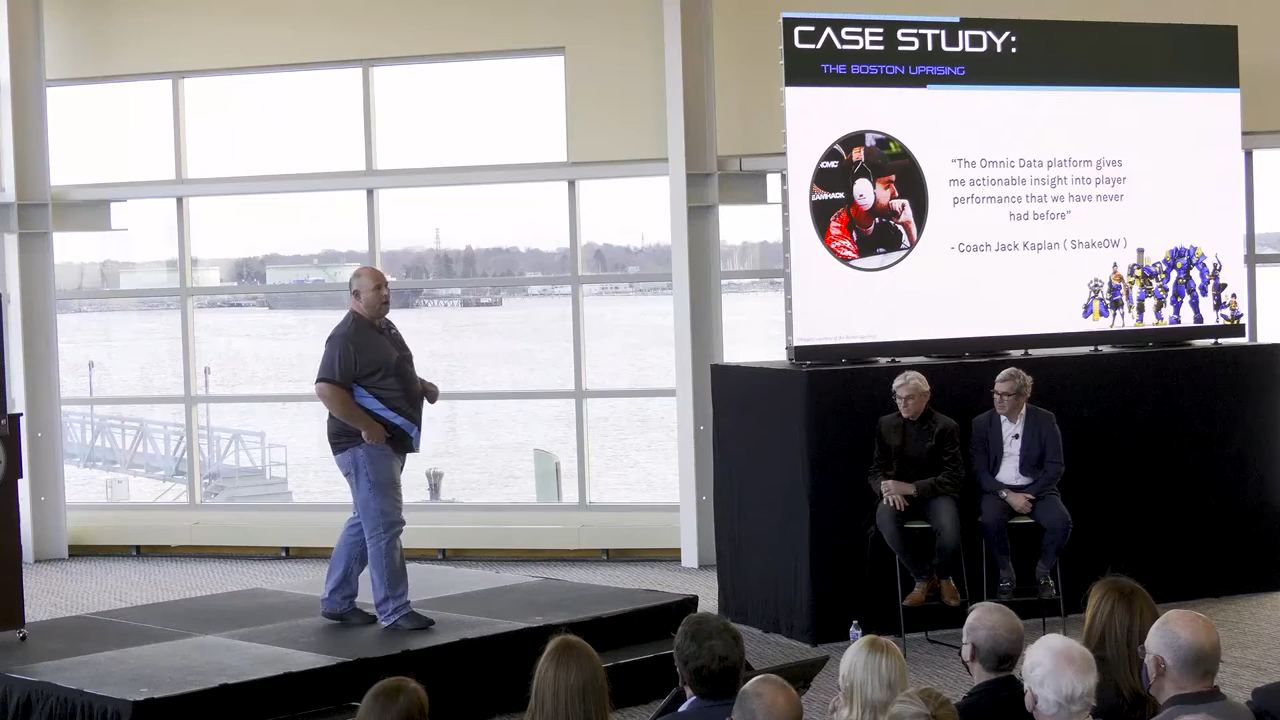 CASE STUDY:
THE BOSTON UPRISING
“The Omnic Data platform gives
me actionable insight into player
performance that we have never
had before”
- Coach Jack Kaplan ( ShakeOW )